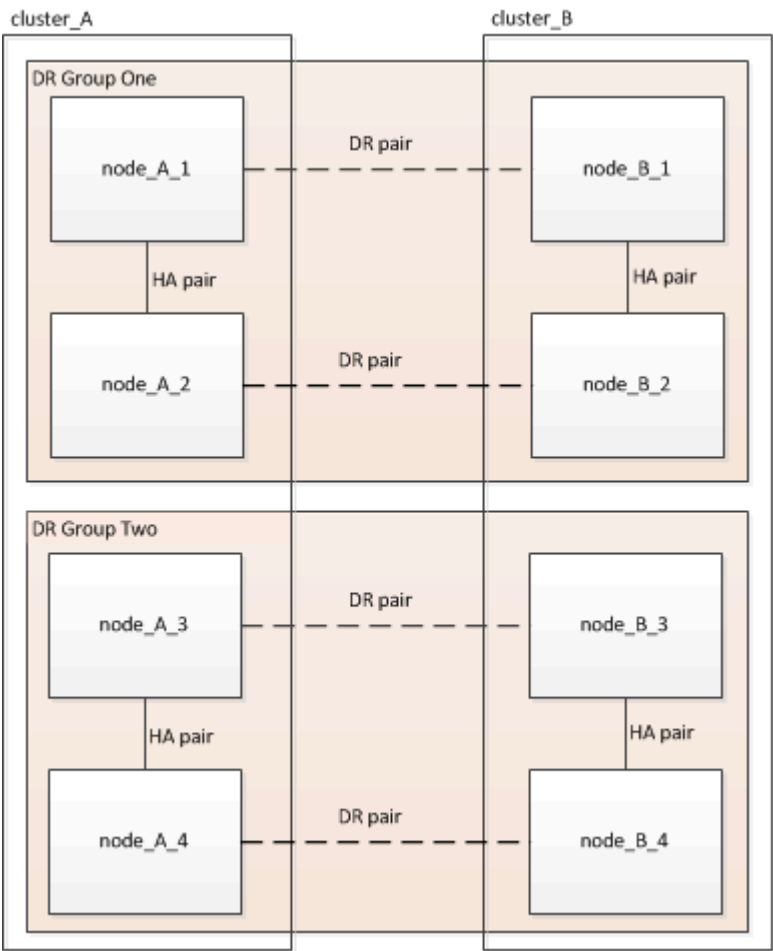 cluster_A
cluster_B
DR Group One
node_A_1
DR pair
node_B_1
HA pair
HA pair
node_A_2
DR pair
node_B_2
DR Group Two
node_A_3
DR pair
node_B_3
HA pair
HA pair
node_A_4
DR pair
node_B_4